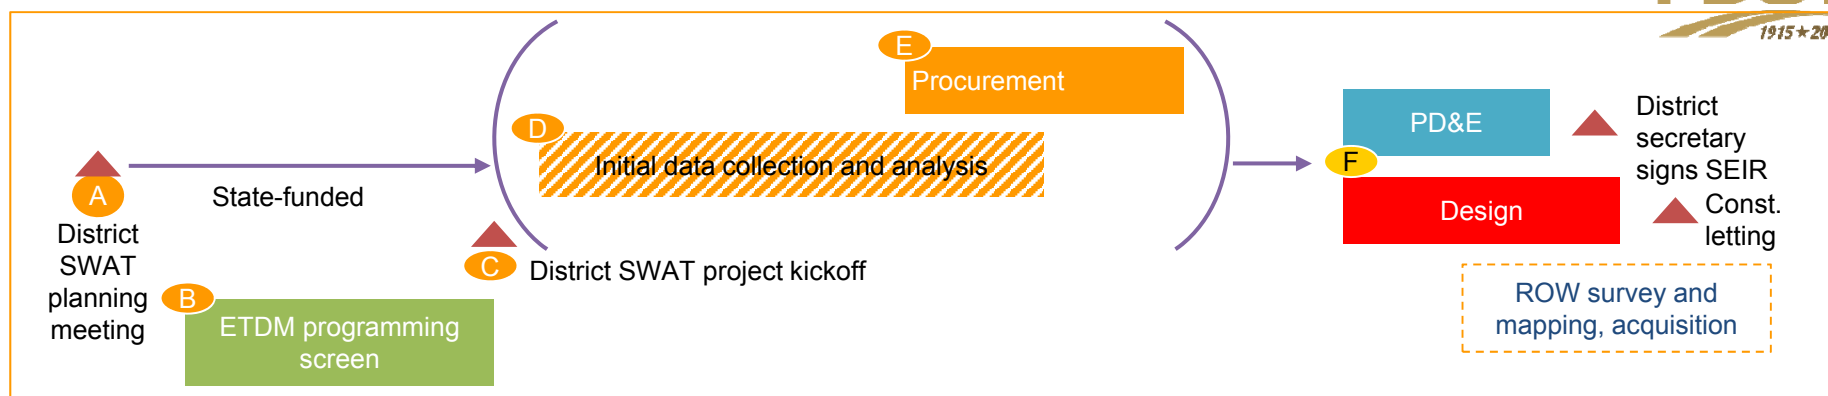 1915★20
E
Procurement
D
Initial data collection and analysis
A
State-funded
District
SWAT
planning
meeting
C
District SWAT project kickoff
B
ETDM programming
screen
PD&E
District
secretary
signs SEIR
F
Design
Const.
letting
ROW survey and
mapping, acquisition